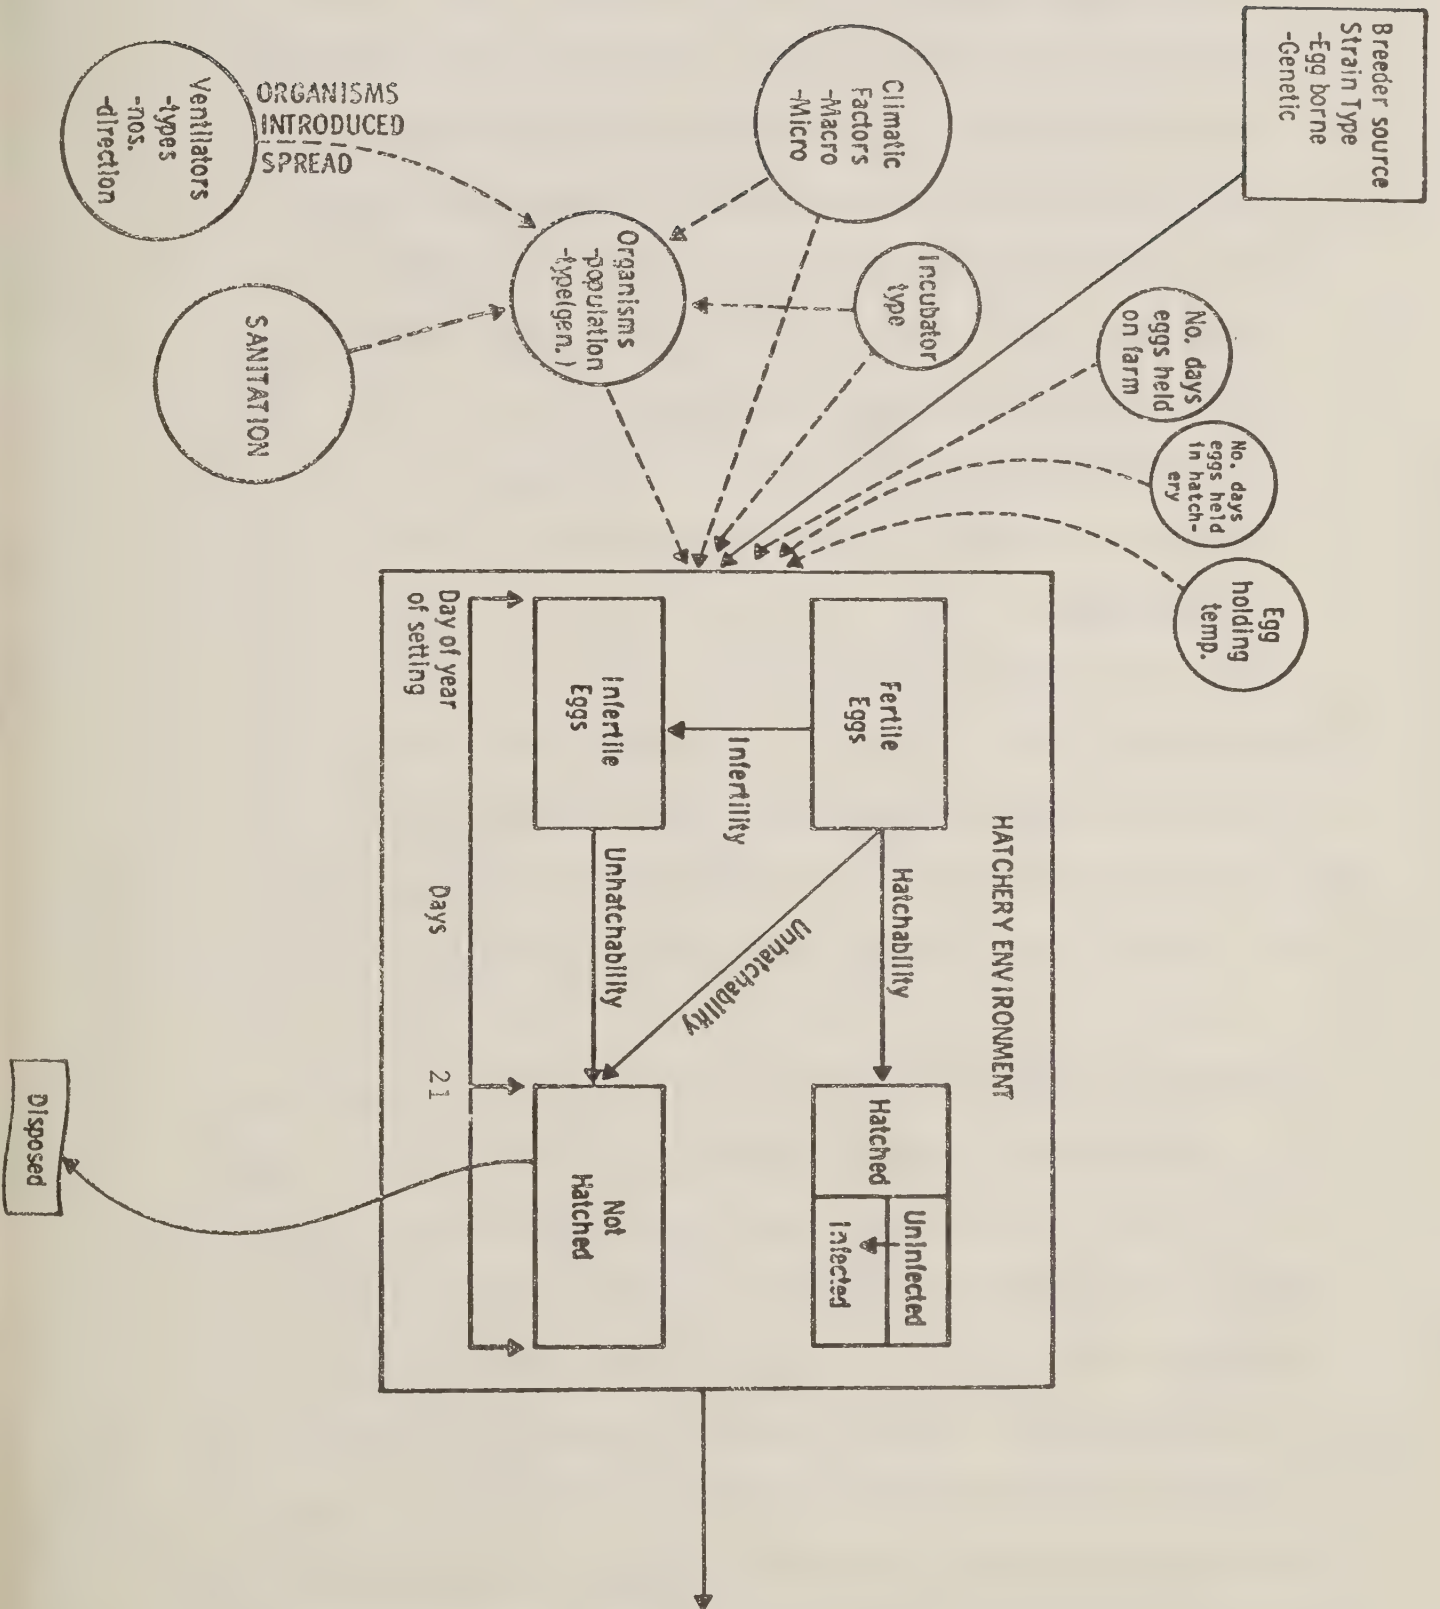 Breeder source
Strain Type
-Egg borne
-Genetic
No. days
eggs held
on farm
No. days
eggs held
in hatch-
ery
Egg
holding
temp.
Climatic
Factors
-Macro
-Micro
Incubator
type
Organisms
-population
-type(gen.)
Ventilators
-types
-nos.
-direction
ORGANISMS
INTRODUCED
SPREAD
SANITATION
HATCHERY ENVIRONMENT
Fertile
Eggs
Hatchability
Hatched
Uninfected
Infected
Infertility
Unhatchability
Infertile
Eggs
Unhatchability
Not
Hatched
Day of year
of setting
Days
21
Disposed